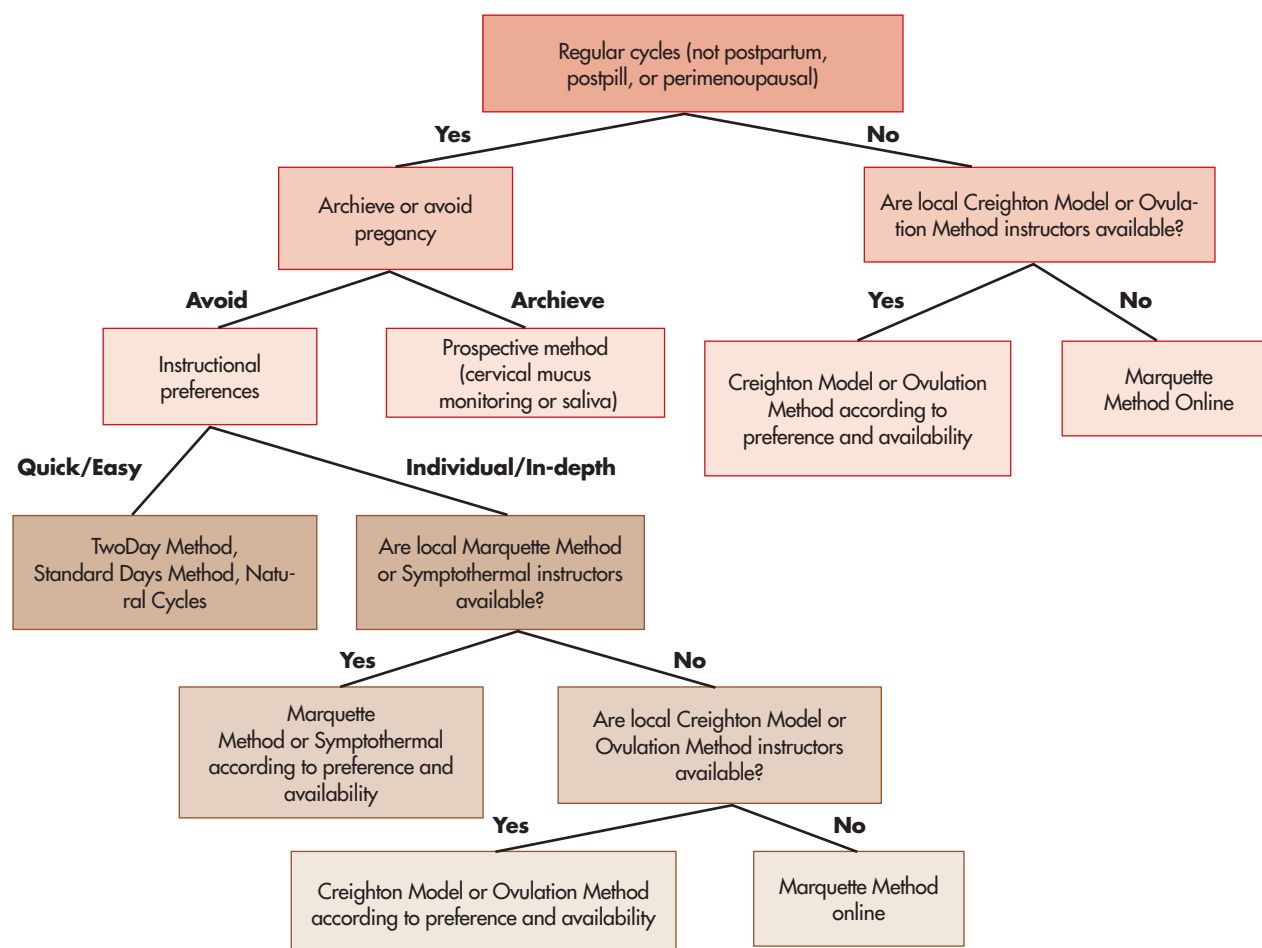 Regular cycles (not postpartum,
postpill, or perimenoupausal)
Yes
No
Archieve or avoid
pregancy
Are local Creighton Model or Ovula-
tion Method instructors available?
Avoid
Archieve
Yes
No
Instructional
preferences
Prospective method
(cervical mucus
monitoring or saliva)
Creighton Model or Ovulation
Method according to
preference and availability
Marquette
Method Online
Quick/Easy
Individual/In-depth
TwoDay Method,
Standard Days Method, Natu-
ral Cycles
Are local Marquette Method
or Symptothermal instructors
available?
Yes
No
Marquette
Method or Symptothermal
according to preference and
availability
Are local Creighton Model or
Ovulation Method instructors
available?
Yes
No
Creighton Model or Ovulation Method
according to preference and availability
Marquette Method
online